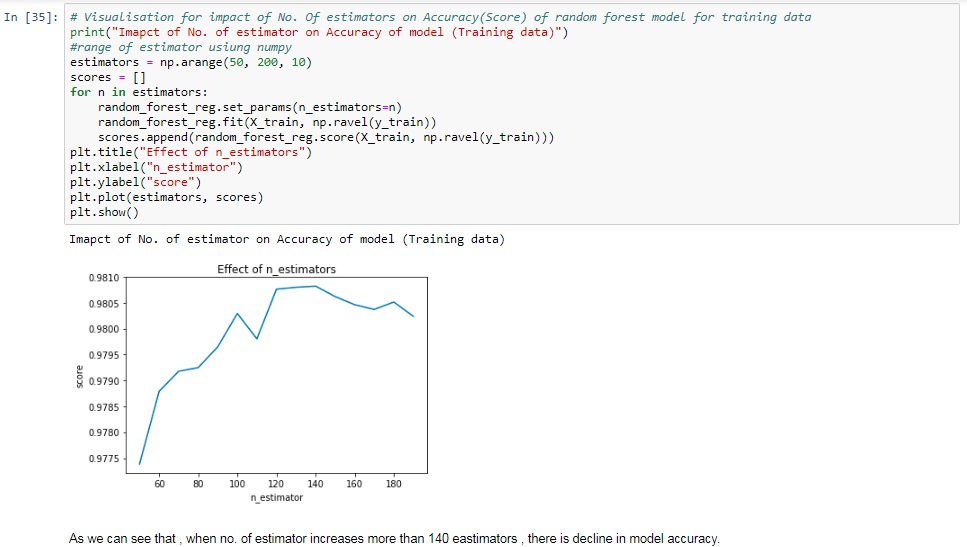 In [35]: # Visualisation for impact of No. Of estimators on Accuracy(Score) of random forest model for training data
print("Imapct of No. of estimator on Accuracy of model (Training data)")
#range of estimator usiung numpy
estimators = np.arange(50, 200, 10)
scores = []
for n in estimators:
    random_forest_reg.set_params(n_estimators=n)
    random_forest_reg.fit(X_train, np.ravel(y_train))
    scores.append(random_forest_reg.score(X_train, np.ravel(y_train)))
plt.title("Effect of n_estimators")
plt.xlabel("n_estimator")
plt.ylabel("score")
plt.plot(estimators, scores)
plt.show()
Imapct of No. of estimator on Accuracy of model (Training data)
Effect of n_estimators
0.9810
0.9805
0.9800
0.9795
0.9790
0.9785
0.9780
0.9775
score
60 80 100 120 140 160 180
n_estimator
As we can see that , when no. of estimator increases more than 140 eastimators , there is decline in model accuracy.